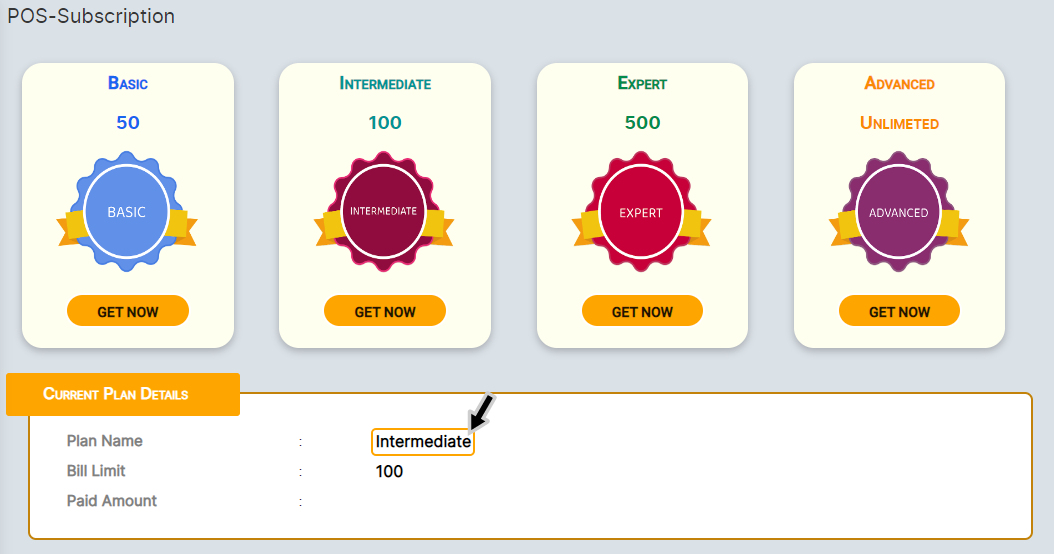 POS-Subscription
Basic Intermediate Expert Advanced
50 100 500 Unlimeted
BASIC INTERMEDIATE EXPERT ADVANCED
GET NOW GET NOW GET NOW GET NOW
Current Plan Details
Plan Name : Intermediate
Bill Limit : 100
Paid Amount :